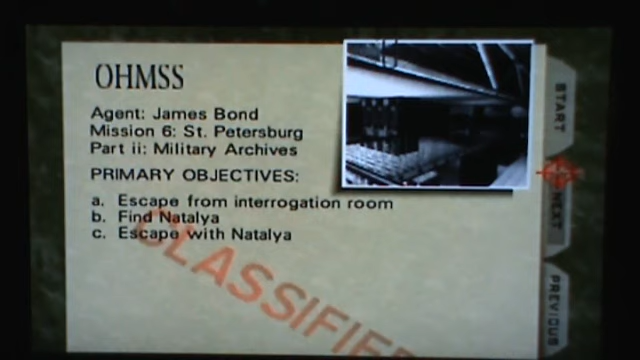 OHMSS
Agent: James Bond
Mission 6: St. Petersburg
Part ii: Military Archives
PRIMARY OBJECTIVES:
a. Escape from interrogation room
b. Find Natalya
c. Escape with Natalya
CLASSIFIED
START
NEXT
PREVIOUS